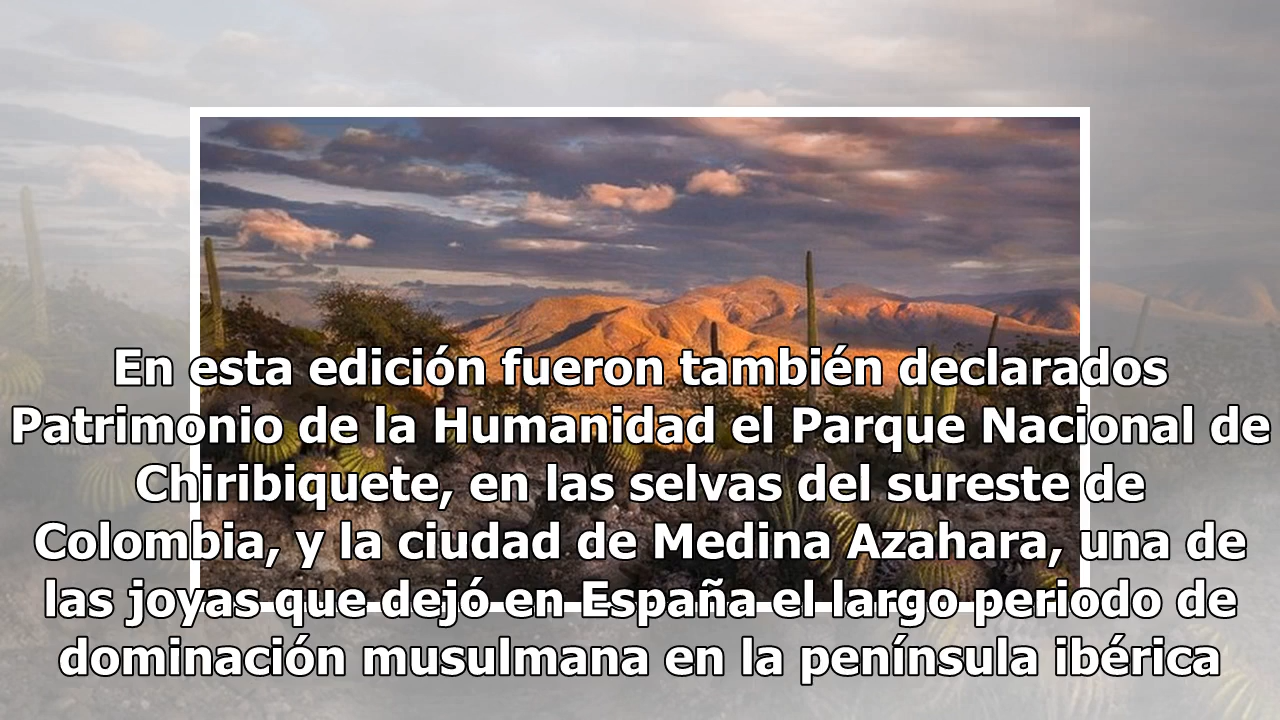 En esta edición fueron también declarados
Patrimonio de la Humanidad el Parque Nacional de
Chiribiquete, en las selvas del sureste de
Colombia, y la ciudad de Medina Azahara, una de
las joyas que dejó en España el largo periodo de
dominación musulmana en la península ibérica